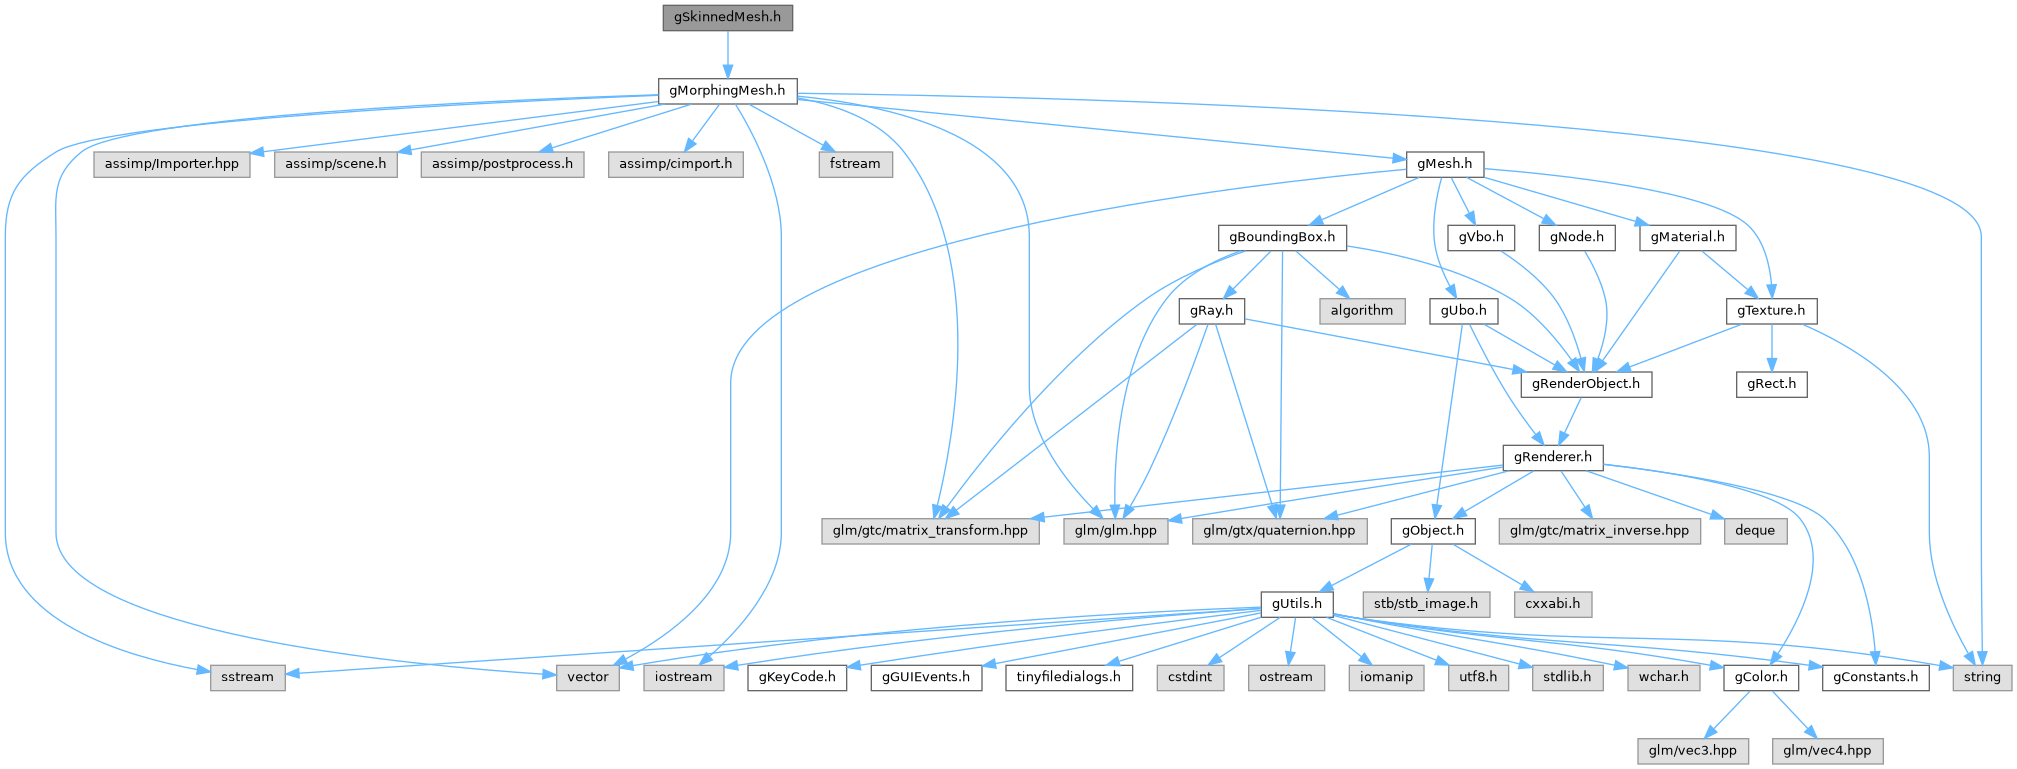 gSkinnedMesh.h
gMorphingMesh.h
assimp/Importer.hpp
assimp/scene.h
assimp/postprocess.h
assimp/cimport.h
fstream
gMesh.h
gBoundingBox.h
gVbo.h
gNode.h
gMaterial.h
gRay.h
algorithm
gUbo.h
gTexture.h
gRenderObject.h
gRect.h
gRenderer.h
glm/gtc/matrix_transform.hpp
glm/glm.hpp
glm/gtx/quaternion.hpp
gObject.h
glm/gtc/matrix_inverse.hpp
deque
gUtils.h
stb/stb_image.h
cxxabi.h
sstream
vector
iostream
gKeyCode.h
gGUIEvents.h
tinyfiledialogs.h
cstdint
ostream
iomanip
utf8.h
stdlib.h
wchar.h
gColor.h
gConstants.h
string
glm/vec3.hpp
glm/vec4.hpp